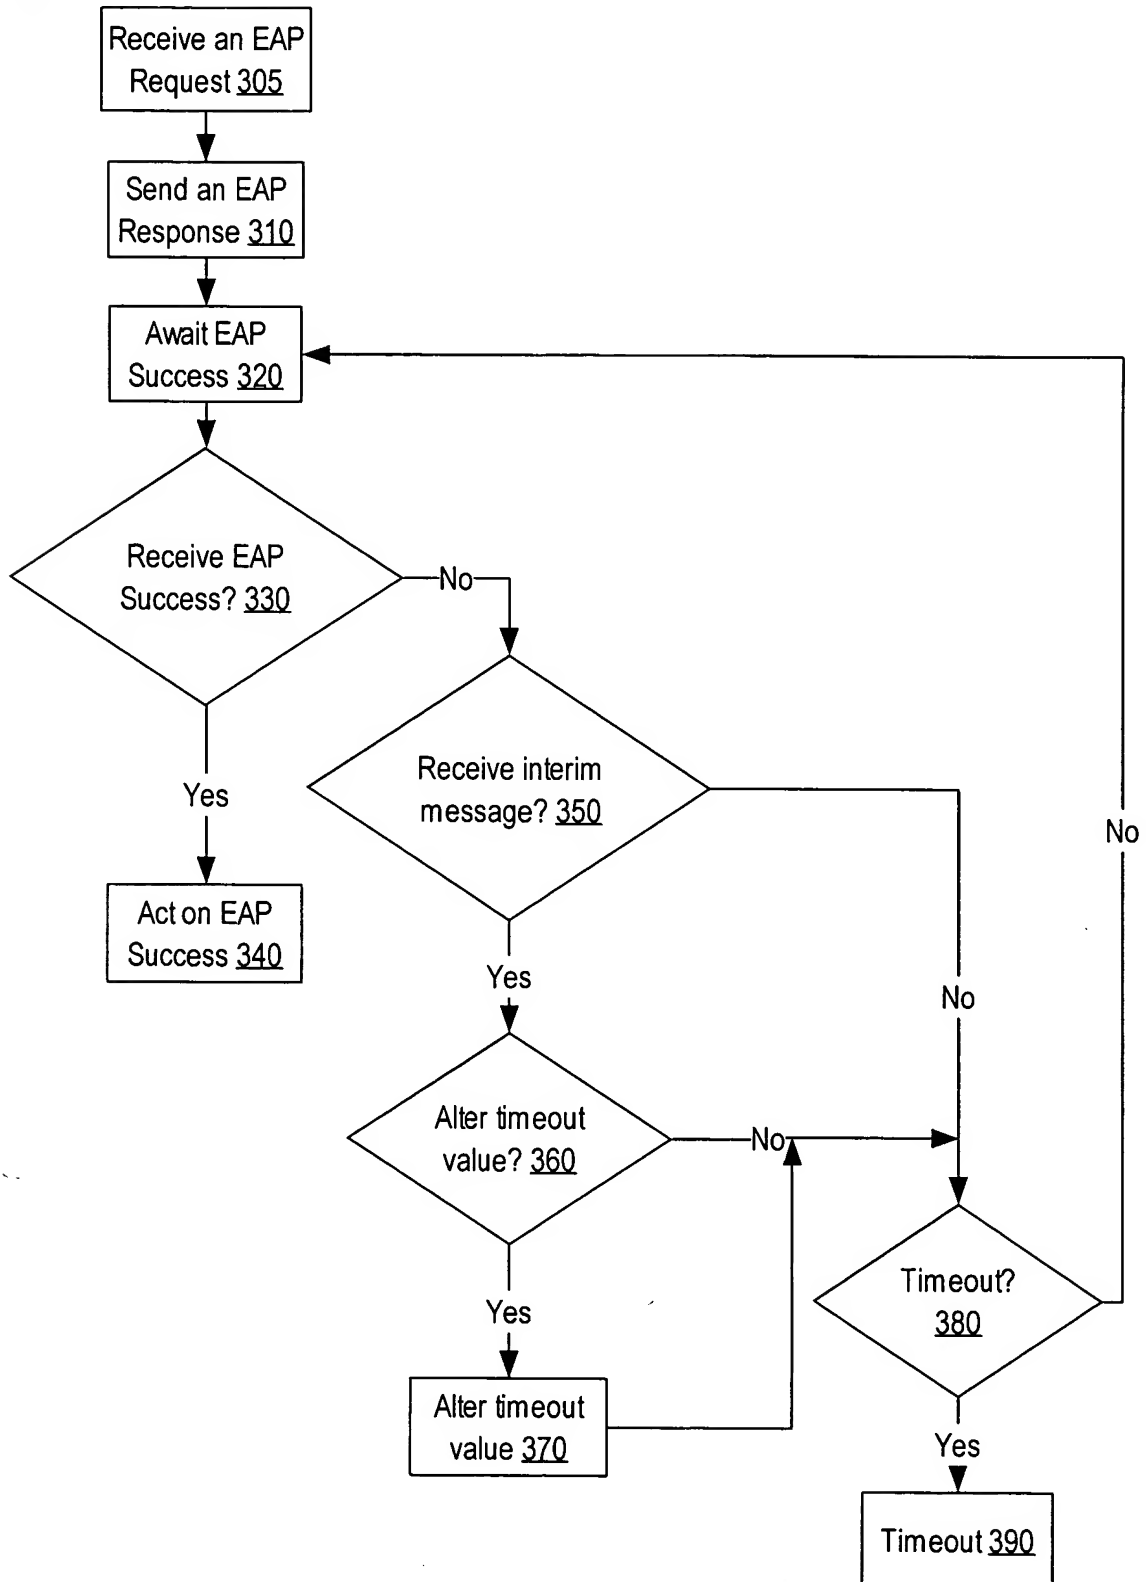 Receive an EAP
Request 305
Send an EAP
Response 310
Await EAP
Success 320
Receive EAP
Success? 330
No
Receive interim
message? 350
Yes
No
Act on EAP
Success 340
Yes
No
Alter timeout
value? 360
No
Timeout?
380
Yes
Alter timeout
value 370
Yes
Timeout 390